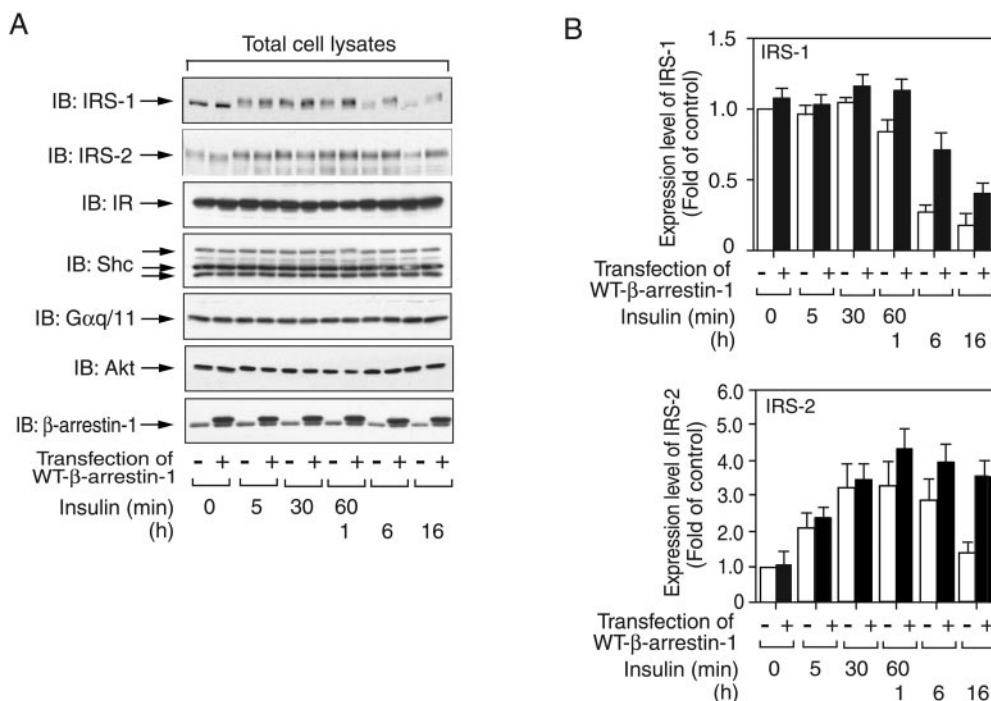 A
Total cell lysates
IB: IRS-1
IB: IRS-2
IB: IR
IB: Shc
IB: Gαq/11
IB: Akt
IB: β-arrestin-1
Transfection of - + - + - + - + - + - +
WT-β-arrestin-1
Insulin (min) 0 5 30 60
(h) 1 6 16
B
Expression level of IRS-1
(Fold of control)
1.5
1.0
0.5
0
IRS-1
Transfection of - + - + - + - + - + - +
WT-β-arrestin-1
Insulin (min) 0 5 30 60
(h) 1 6 16
Expression level of IRS-2
(Fold of control)
6.0
5.0
4.0
3.0
2.0
1.0
0
IRS-2
Transfection of - + - + - + - + - + - +
WT-β-arrestin-1
Insulin (min) 0 5 30 60
(h) 1 6 16